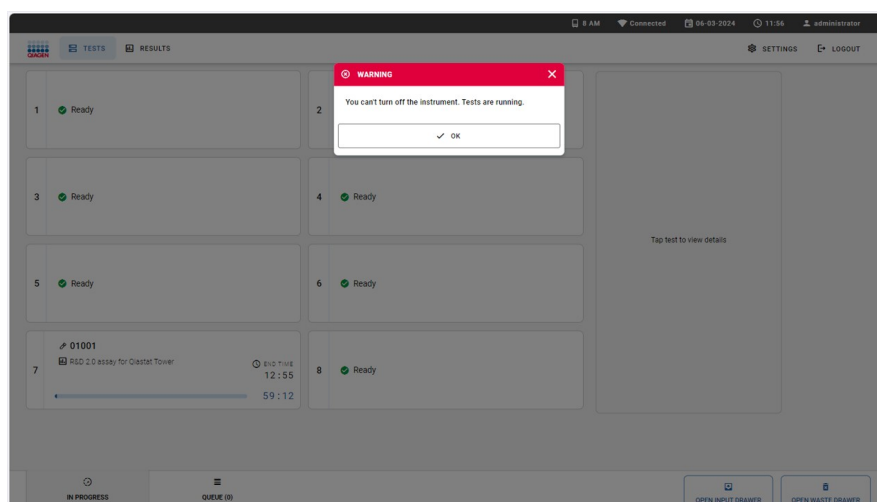 8 AM Connected 06-03-2024 11:56 administrator
QIAGEN TESTS RESULTS SETTINGS LOGOUT
WARNING
You can't turn off the instrument. Tests are running.
OK
1 Ready
2
3 Ready
4 Ready
Tap test to view details
5 Ready
6 Ready
7
01001
R&D 2.0 assay for Qiastat Tower
END TIME
12:55
59:12
8 Ready
IN PROGRESS
QUEUE (0)
OPEN INPUT DRAWER
OPEN WASTE DRAWER